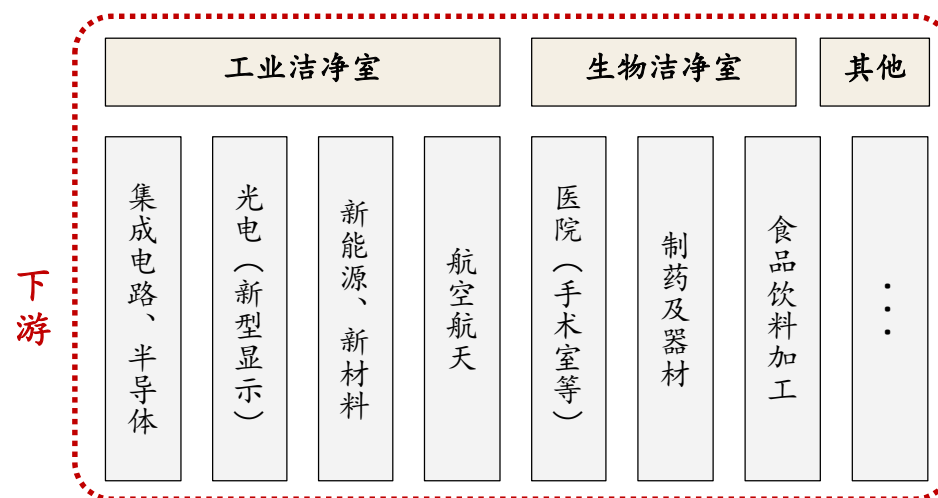 工业洁净室
生物洁净室
其他
下游
集成电路、半导体
光电（新型显示）
新能源、新材料
航空航天
医院（手术室等）
制药及器材
食品饮料加工
...